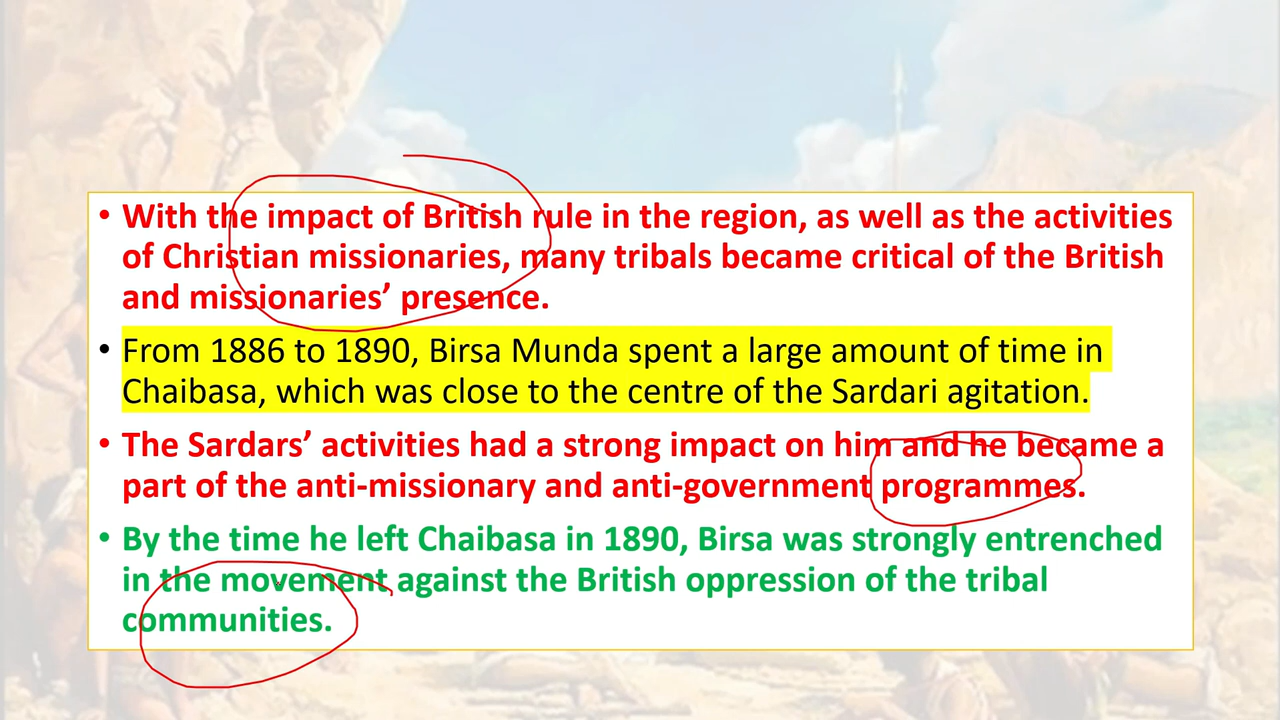 • With the impact of British rule in the region, as well as the activities
of Christian missionaries, many tribals became critical of the British
and missionaries’ presence.
• From 1886 to 1890, Birsa Munda spent a large amount of time in
Chaibasa, which was close to the centre of the Sardari agitation.
• The Sardars’ activities had a strong impact on him and he became a
part of the anti-missionary and anti-government programmes.
• By the time he left Chaibasa in 1890, Birsa was strongly entrenched
in the movement against the British oppression of the tribal
communities.